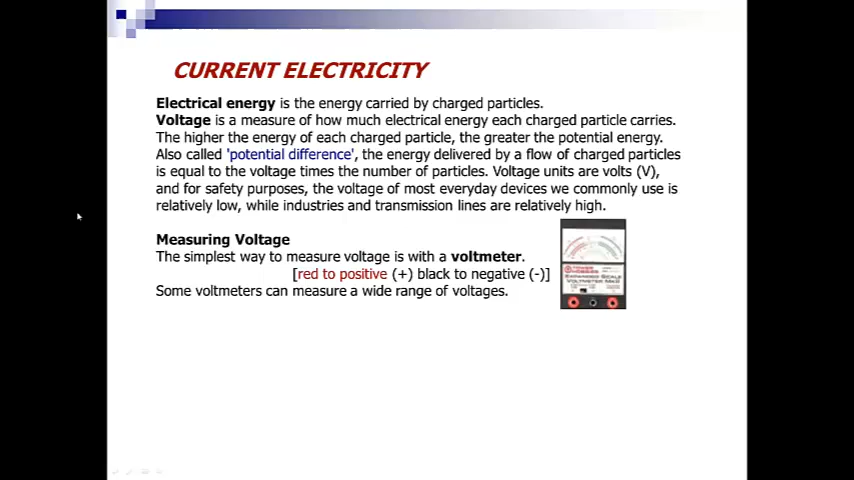 CURRENT ELECTRICITY
Electrical energy is the energy carried by charged particles.
Voltage is a measure of how much electrical energy each charged particle carries.
The higher the energy of each charged particle, the greater the potential energy.
Also called 'potential difference', the energy delivered by a flow of charged particles
is equal to the voltage times the number of particles. Voltage units are volts (V),
and for safety purposes, the voltage of most everyday devices we commonly use is
relatively low, while industries and transmission lines are relatively high.
Measuring Voltage
The simplest way to measure voltage is with a voltmeter.
[red to positive (+) black to negative (-)]
Some voltmeters can measure a wide range of voltages.
EXPANDED SCALE
VOLTMETER